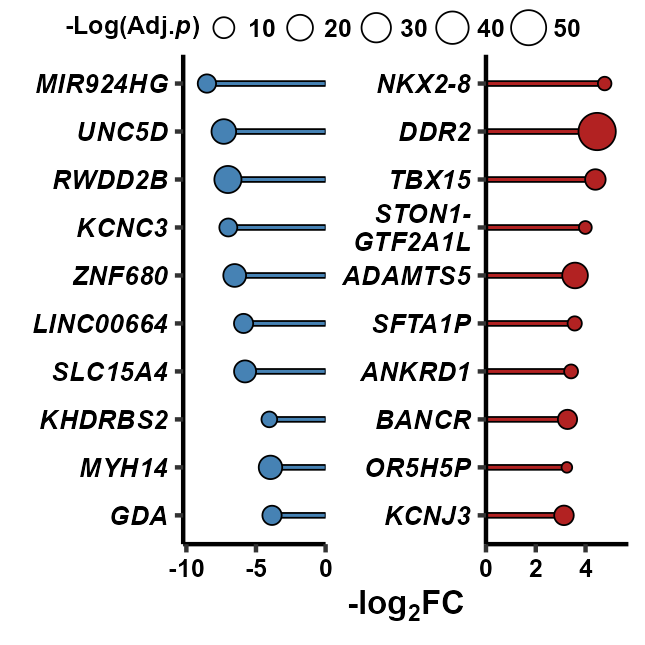 -Log(Adj.p) 10 20 30 40 50
MIR924HG
UNC5D
RWDD2B
KCNC3
ZNF680
LINC00664
SLC15A4
KHDRBS2
MYH14
GDA
-10 -5 0
NKX2-8
DDR2
TBX15
STON1-
GTF2A1L
ADAMTS5
SFTA1P
ANKRD1
BANCR
OR5H5P
KCNJ3
0 2 4
-log₂FC